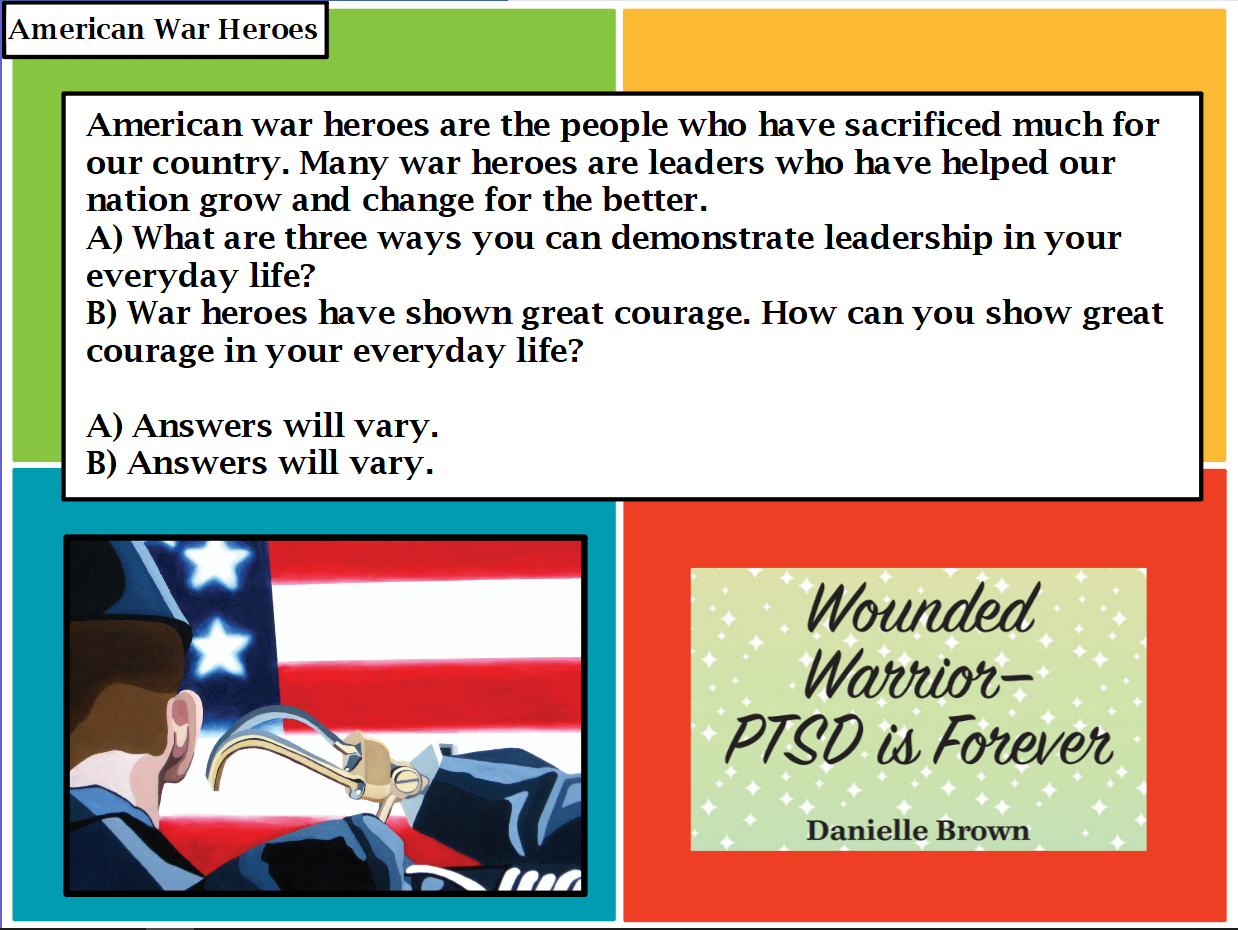 American War Heroes
American war heroes are the people who have sacrificed much for
our country. Many war heroes are leaders who have helped our
nation grow and change for the better.
A) What are three ways you can demonstrate leadership in your
everyday life?
B) War heroes have shown great courage. How can you show great
courage in your everyday life?
A) Answers will vary.
B) Answers will vary.
Wounded
Warrior–
PTSD is Forever
Danielle Brown